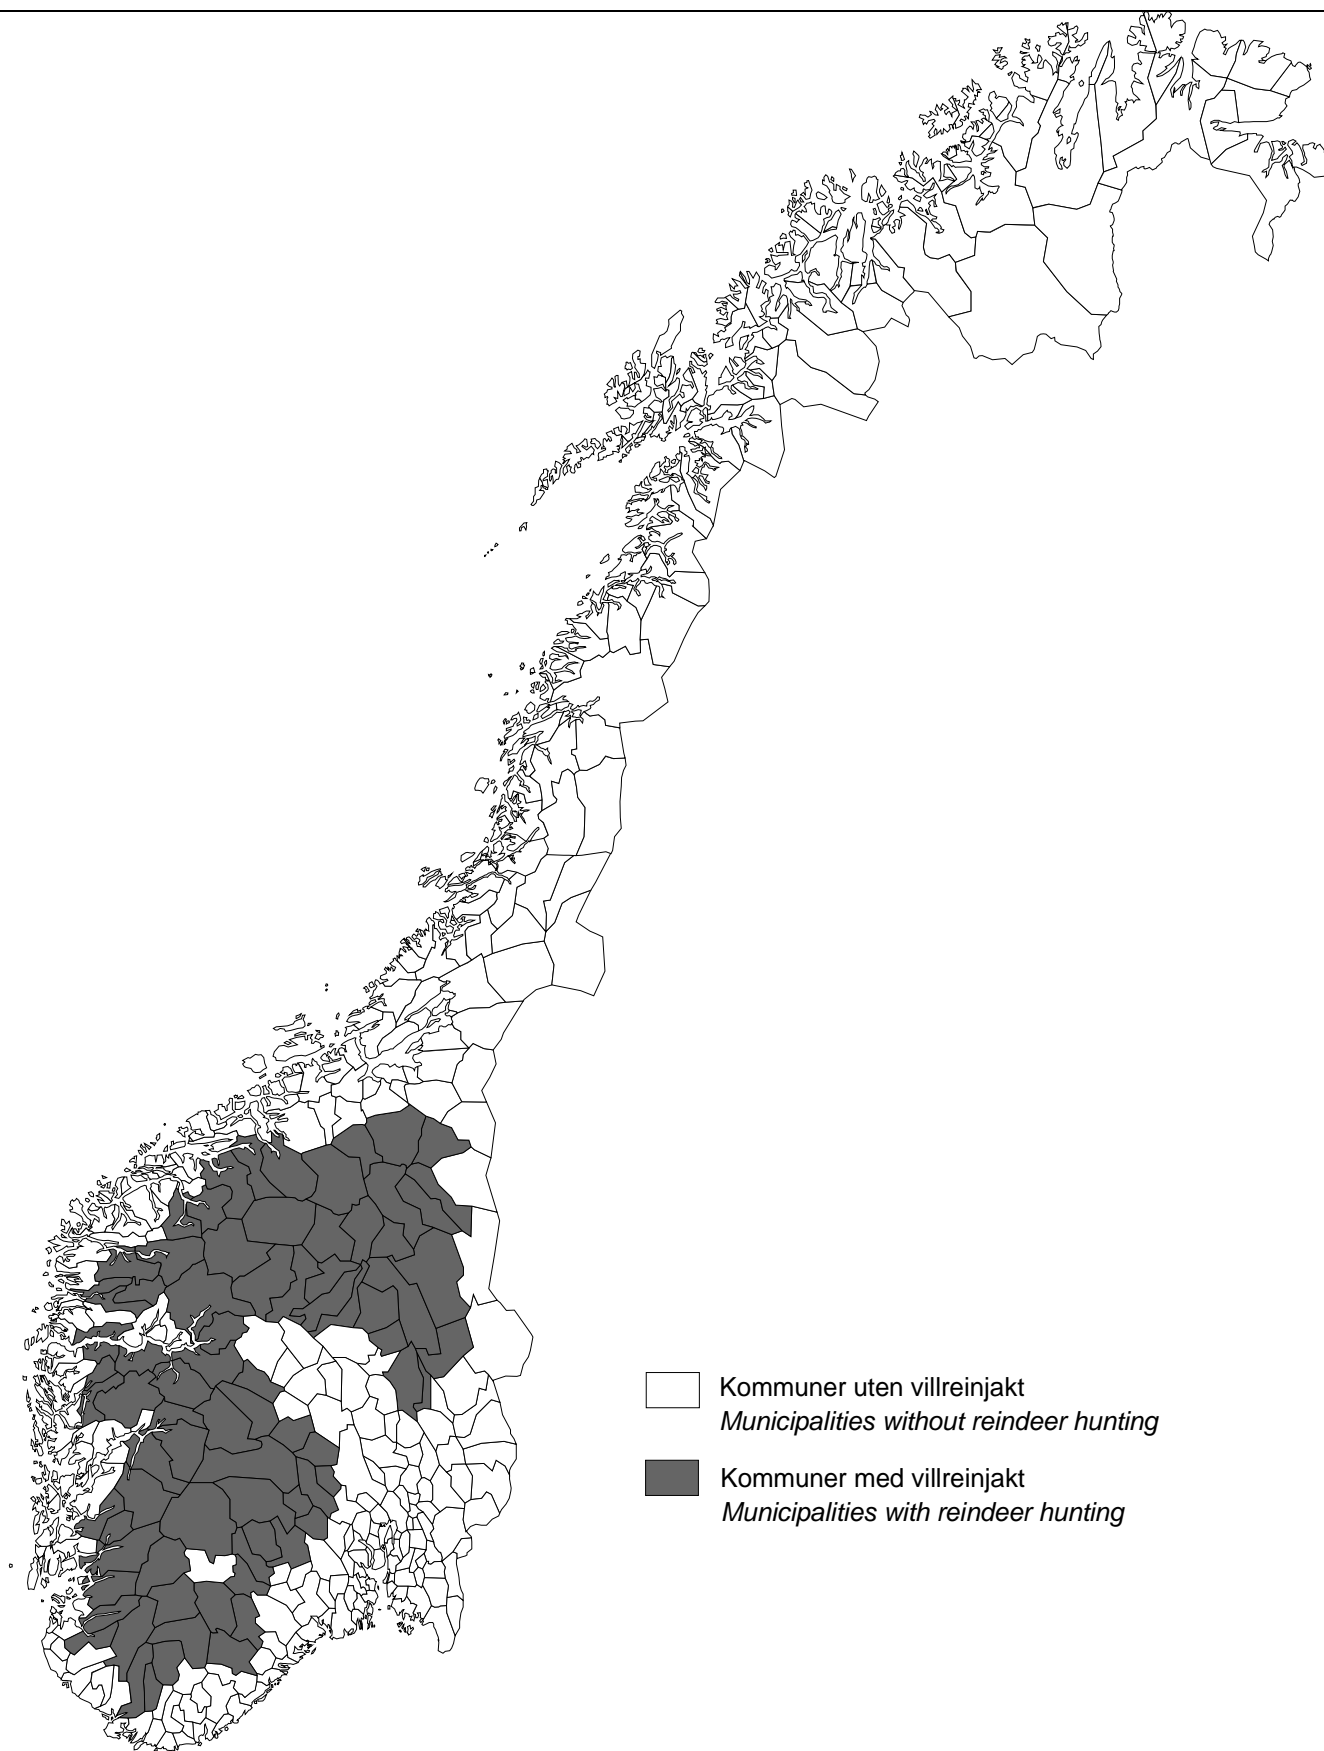 Kommuner uten villreinjakt
Municipalities without reindeer hunting
Kommuner med villreinjakt
Municipalities with reindeer hunting